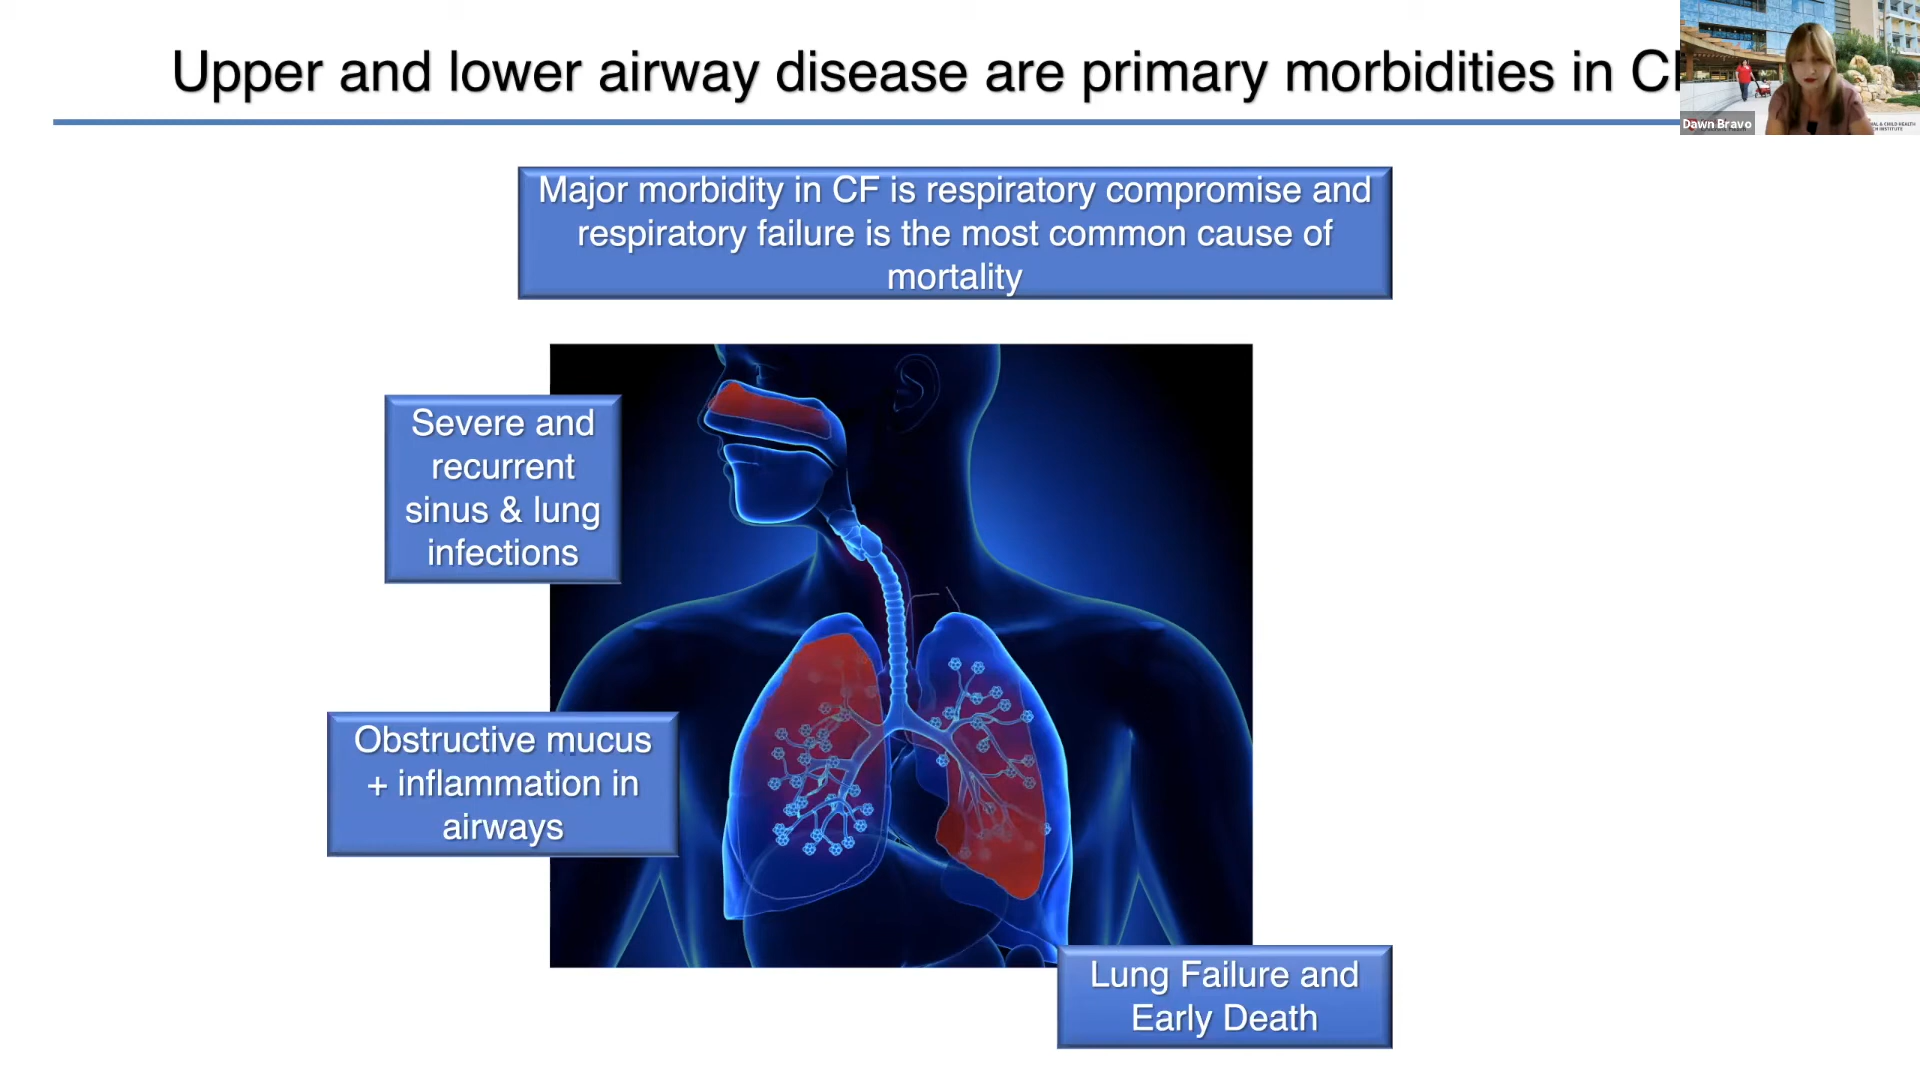 Upper and lower airway disease are primary morbidities in C
Dawn Bravo
Major morbidity in CF is respiratory compromise and
respiratory failure is the most common cause of
mortality
Severe and
recurrent
sinus & lung
infections
Obstructive mucus
+ inflammation in
airways
Lung Failure and
Early Death